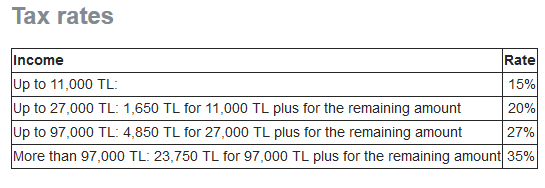 Tax rates
Income Rate
Up to 11,000 TL: 15%
Up to 27,000 TL: 1,650 TL for 11,000 TL plus for the remaining amount 20%
Up to 97,000 TL: 4,850 TL for 27,000 TL plus for the remaining amount 27%
More than 97,000 TL: 23,750 TL for 97,000 TL plus for the remaining amount 35%